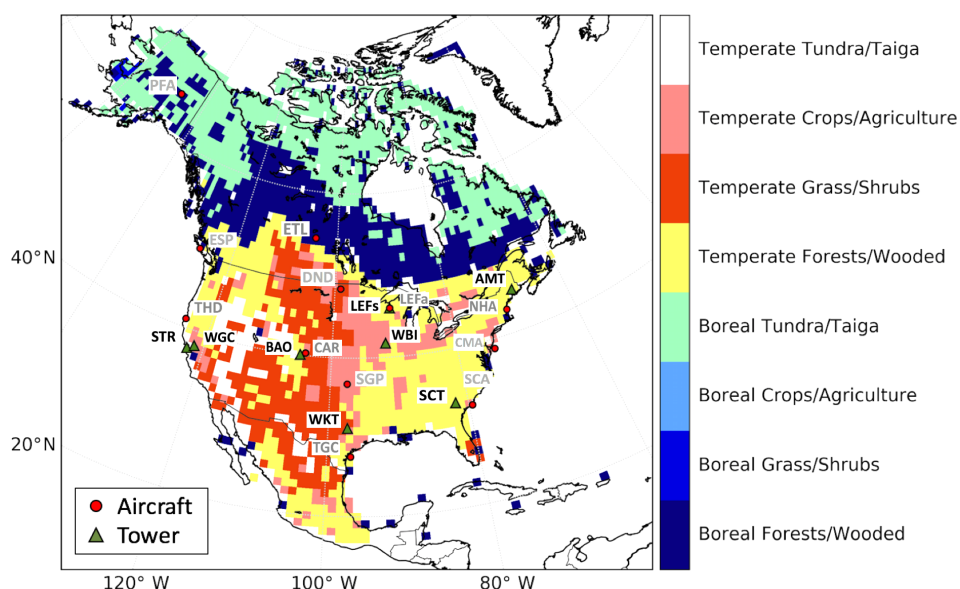 PFA
ESP
ETL
DND
AMT
LEFs
LEFa
NHA
THD
STR
WGC
BAO
CAR
WBI
CMA
SGP
SCT
SCA
WKT
TGC
40°N
20°N
120° W
100° W
80° W
Aircraft
Tower
Temperate Tundra/Taiga
Temperate Crops/Agriculture
Temperate Grass/Shrubs
Temperate Forests/Wooded
Boreal Tundra/Taiga
Boreal Crops/Agriculture
Boreal Grass/Shrubs
Boreal Forests/Wooded